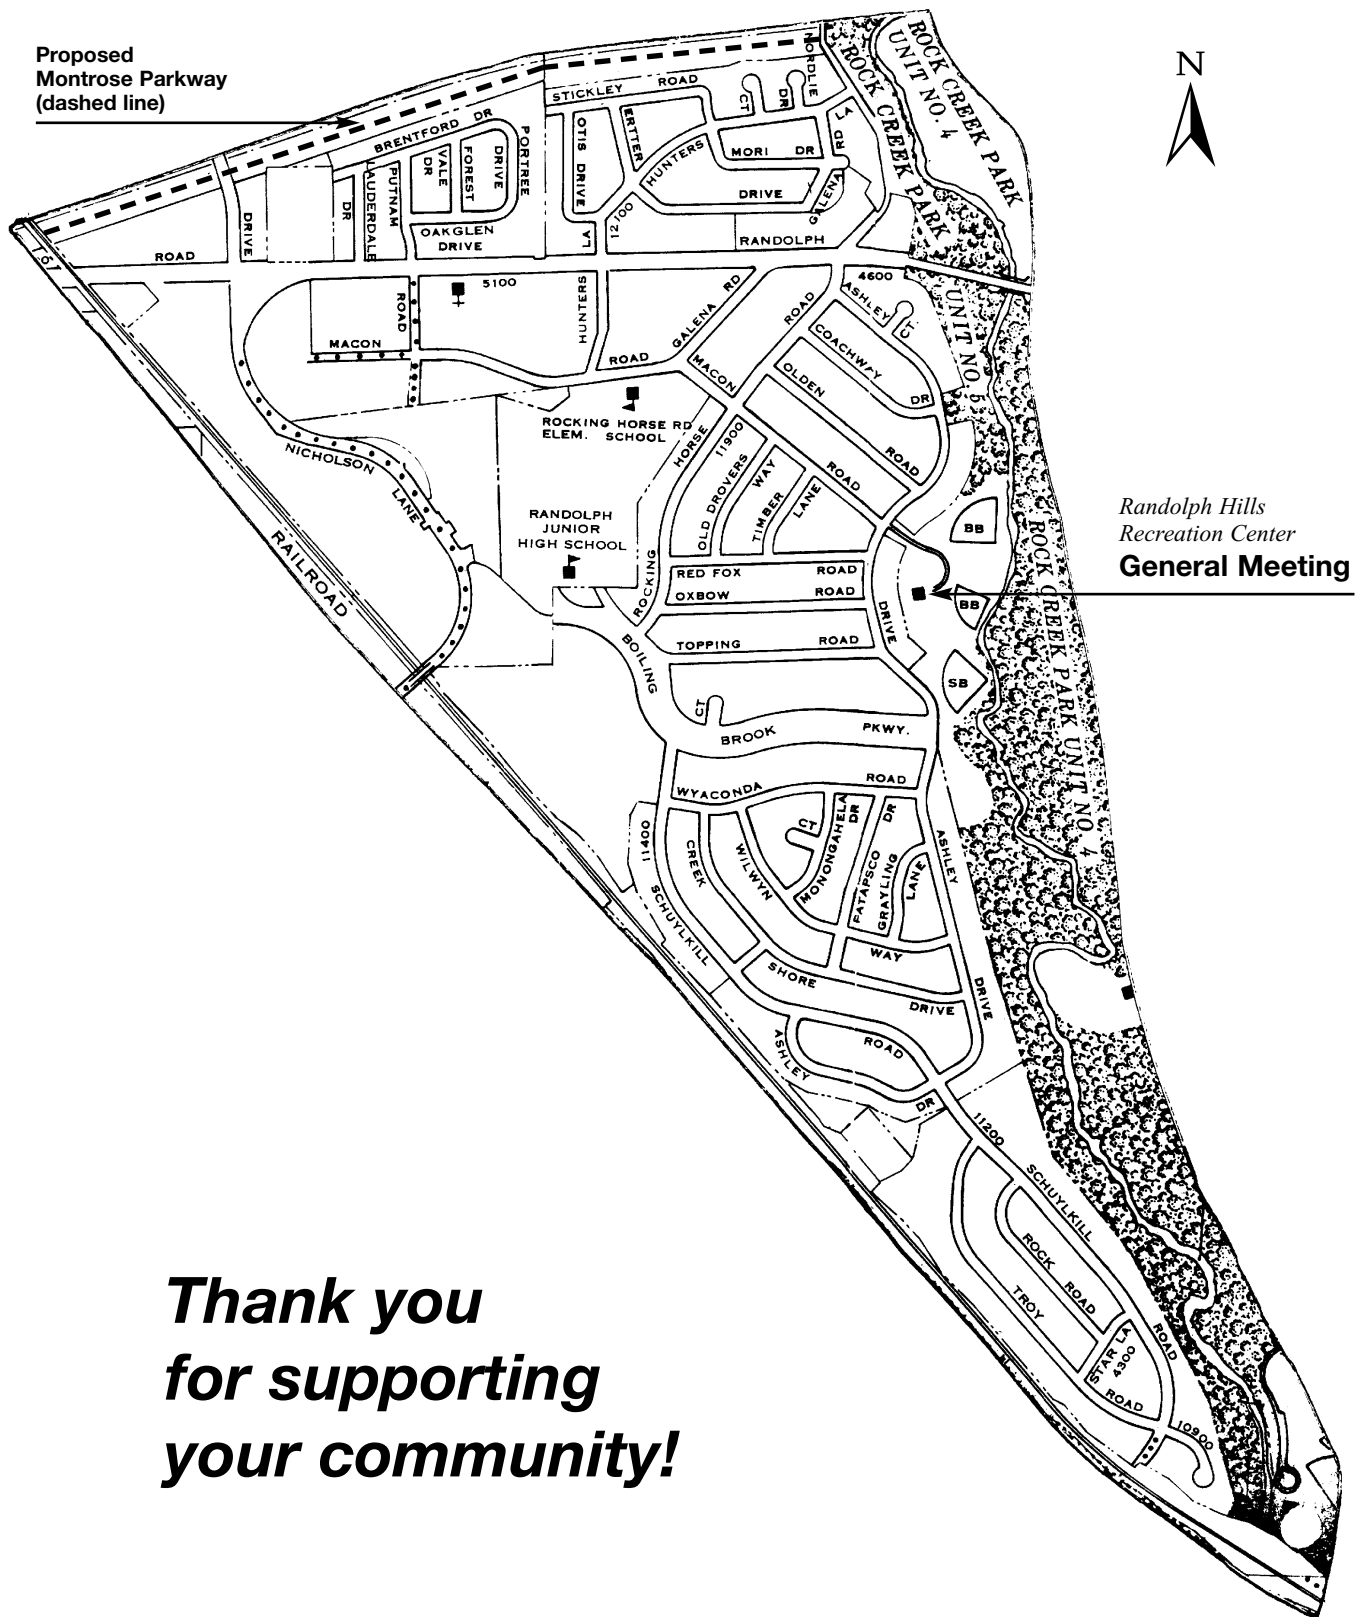 Proposed
Montrose Parkway
(dashed line)
N
NORDLIE
ROCK CREEK PARK
UNIT NO. 4
ROCK CREEK PARK
UNIT NO. 5
STICKLEY ROAD
CT
DR
LA
BRENTFORD DR
PORTREE
DRIVE
FOREST
VALE
DR
PUTNAM
LAUDERDALE
DR
DRIVE
OTIS DRIVE
ERTTER
HUNTERS
MORI DR
RD
DRIVE
GALENA
12100
LA
OAKGLEN
DRIVE
RANDOLPH
ROAD
4600
5100
ROAD
MACON
HUNTERS
ROAD
GALENA RD
MACON
ROAD
ASHLEY
CT.
COACHWAY
DR
OLDEN
ROAD
ROCKING HORSE RD
ELEM. SCHOOL
HORSE
11900
OLD DROVERS
WAY
TIMBER
LANE
ROAD
NICHOLSON
LANE
RAILROAD
RANDOLPH
JUNIOR
HIGH SCHOOL
ROCKING
RED FOX ROAD
OXBOW ROAD
TOPPING ROAD
DRIVE
BB
BB
SB
Randolph Hills
Recreation Center
General Meeting
ROCK CREEK PARK UNIT NO 4
BOILING
CT
BROOK PKWY.
WYACONDA ROAD
11400
CREEK
WILWYN
CT
MONONGAHELA
DR
PATAPSCO
DR
GRAYLING
LANE
ASHLEY
SCHUYLKILL
WAY
SHORE
DRIVE
DRIVE
ROAD
ASHLEY
DR
11200
SCHUYLKILL
ROCK
ROAD
TROY
STAR LA
4300
ROAD
ROAD
10900
Thank you
for supporting
your community!